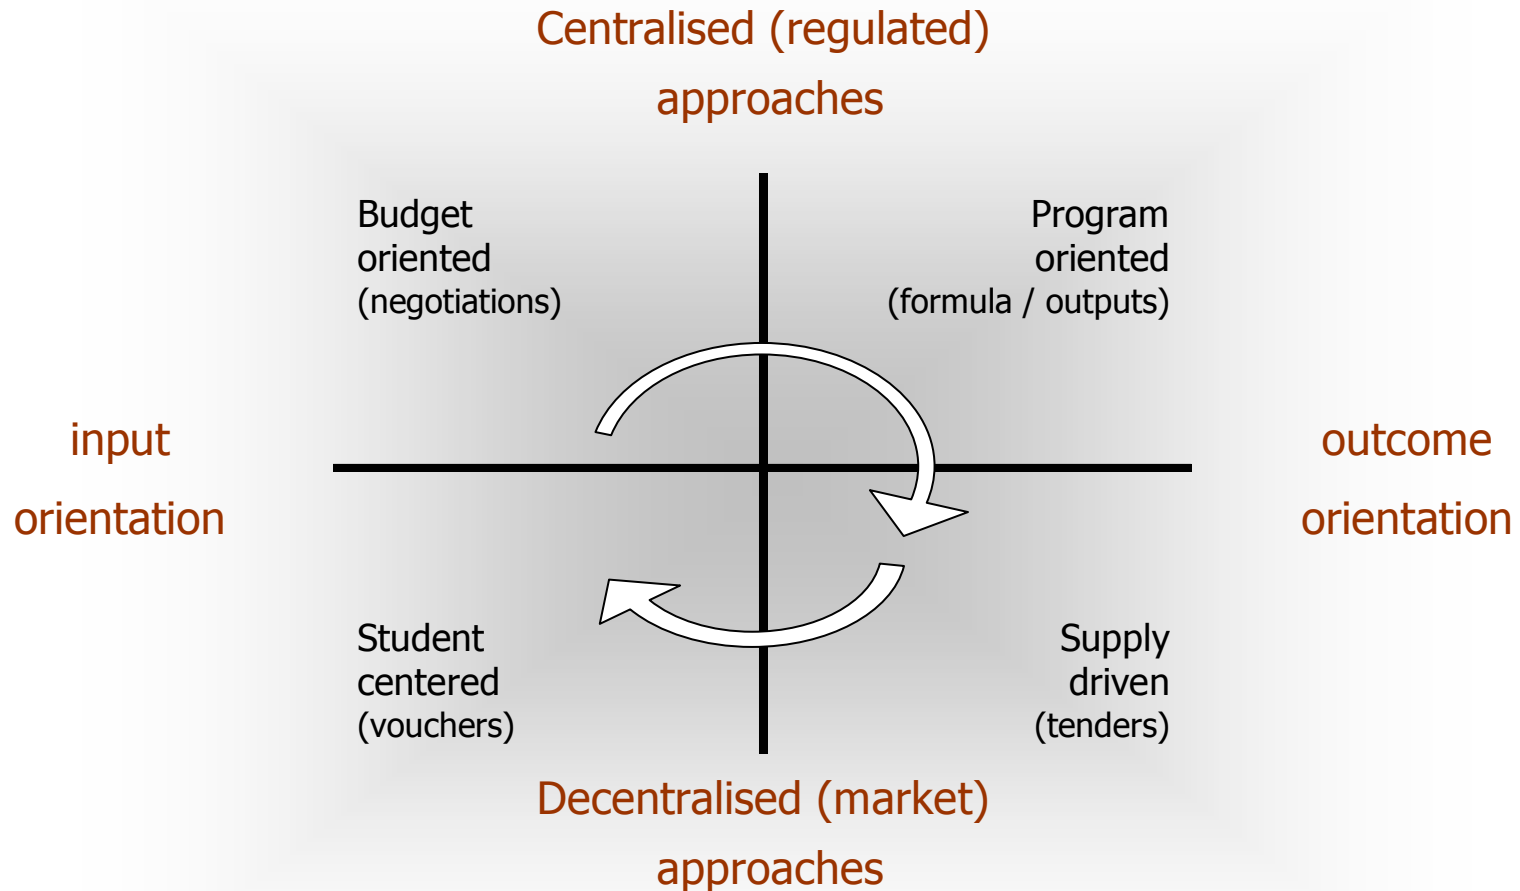 Centralised (regulated)
approaches
Budget
oriented
(negotiations)
Program
oriented
(formula / outputs)
input
orientation
outcome
orientation
Student
centered
(vouchers)
Supply
driven
(tenders)
Decentralised (market)
approaches